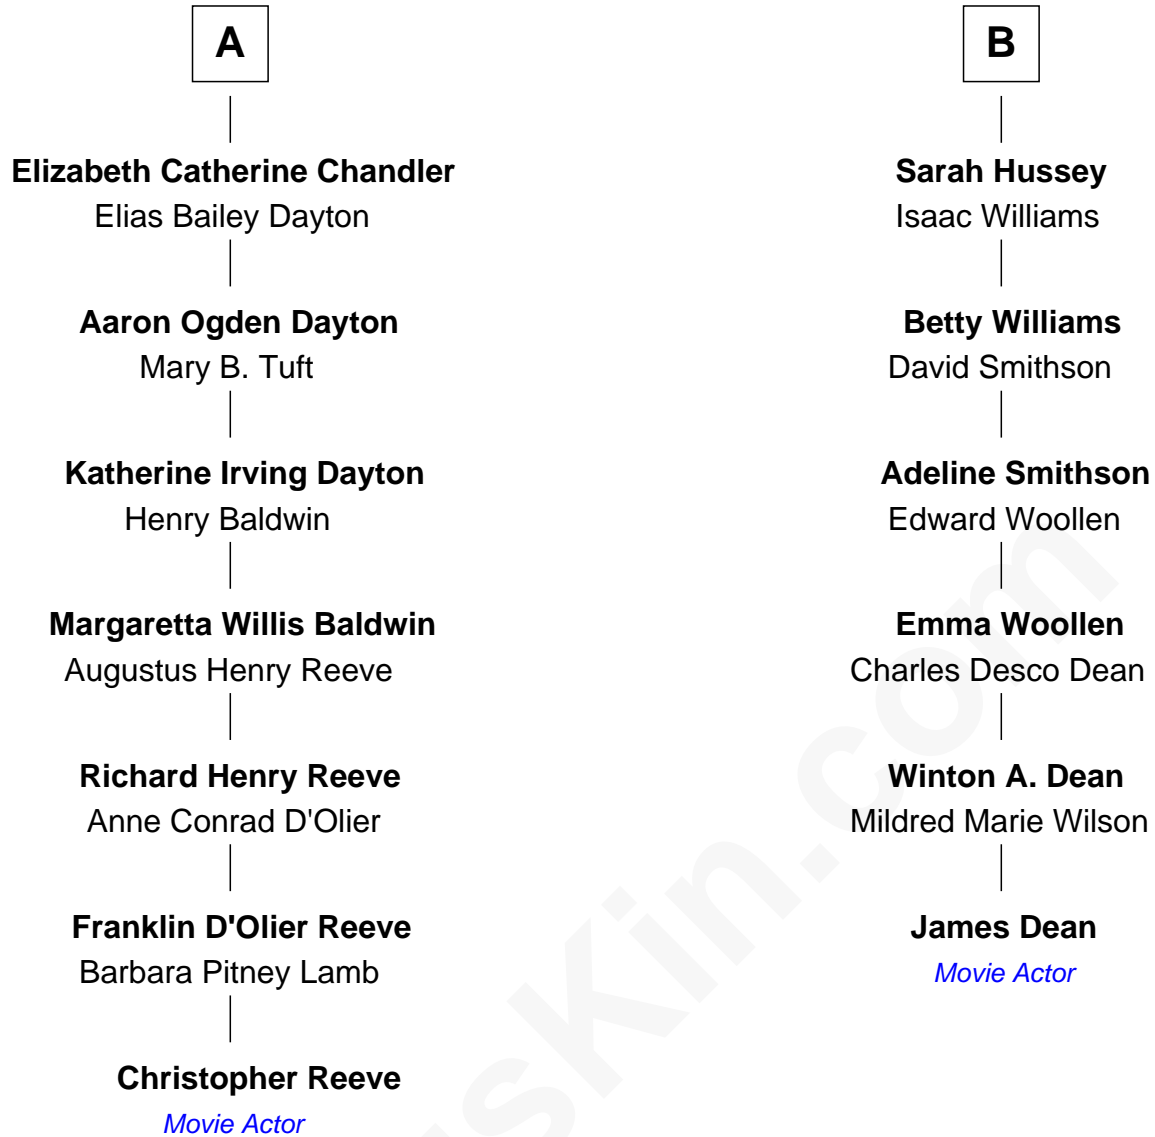 A
Elizabeth Catherine Chandler
Elias Bailey Dayton
Aaron Ogden Dayton
Mary B. Tuft
Katherine Irving Dayton
Henry Baldwin
Margaretta Willis Baldwin
Augustus Henry Reeve
Richard Henry Reeve
Anne Conrad D'Olier
Franklin D'Olier Reeve
Barbara Pitney Lamb
Christopher Reeve
Movie Actor
B
Sarah Hussey
Isaac Williams
Betty Williams
David Smithson
Adeline Smithson
Edward Woollen
Emma Woollen
Charles Desco Dean
Winton A. Dean
Mildred Marie Wilson
James Dean
Movie Actor